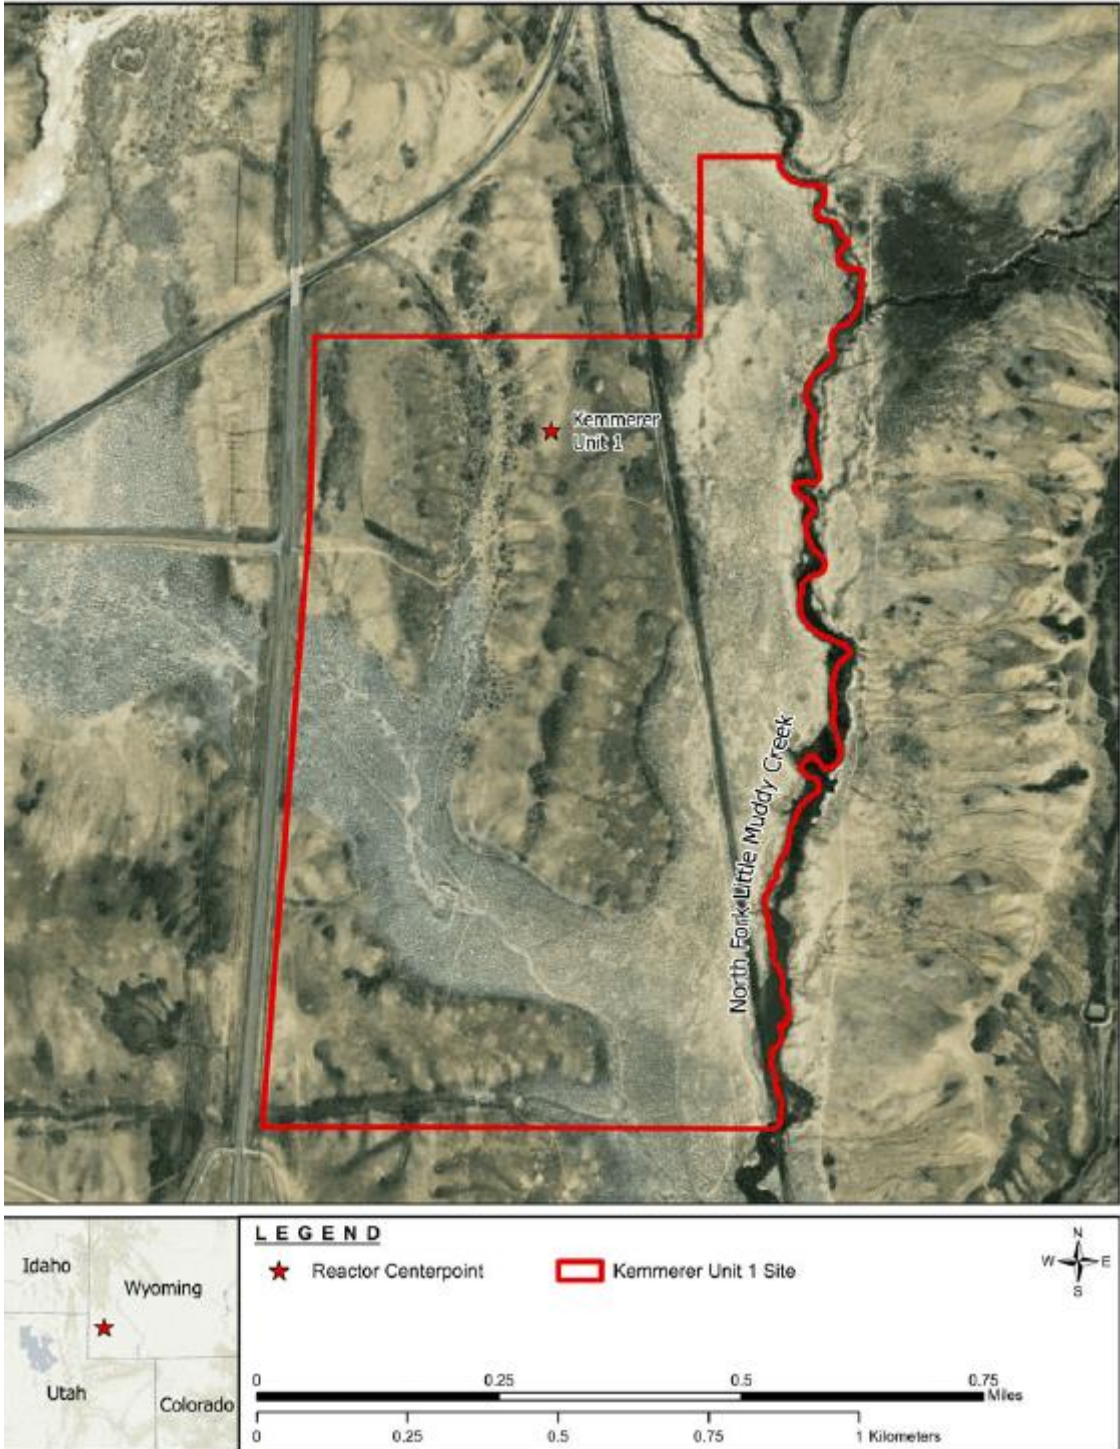 Kemmerer
Unit 1
North Fork Little Muddy Creek
Idaho
Wyoming
Utah
Colorado
LEGEND
Reactor Centerpoint
Kemmerer Unit 1 Site
N
W E
S
0 0.25 0.5 0.75
Miles
0 0.25 0.5 0.75 1 Kilometers